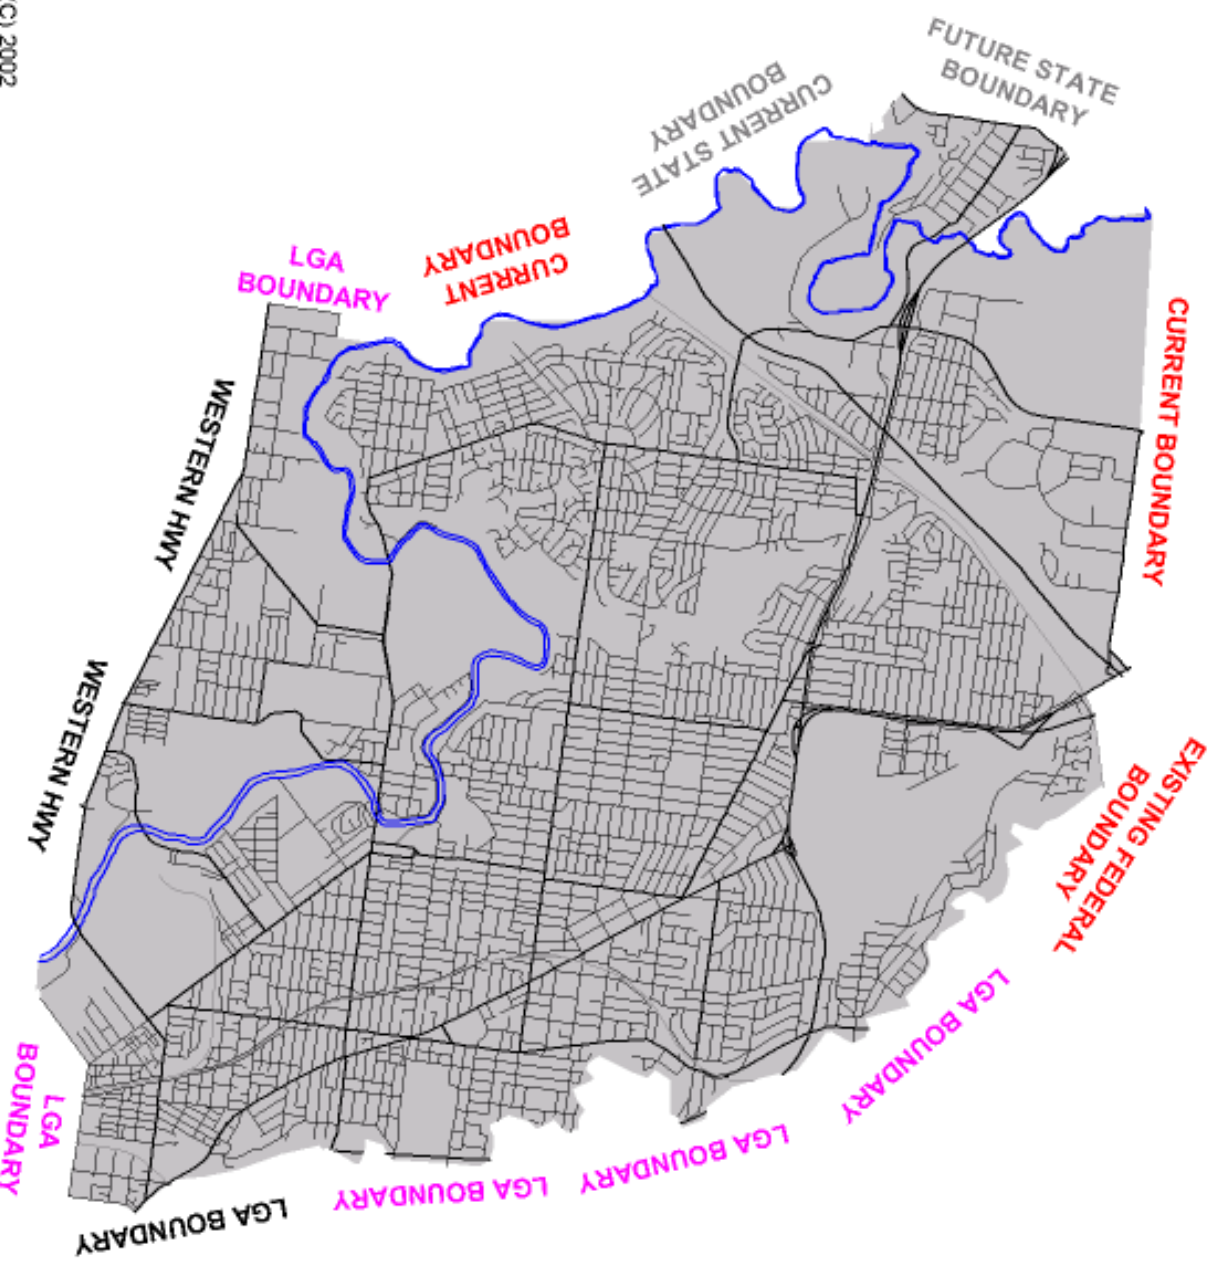 (C) 2002
FUTURE STATE
BOUNDARY
CURRENT STATE
BOUNDARY
CURRENT
BOUNDARY
LGA
BOUNDARY
WESTERN HWY
CURRENT BOUNDARY
WESTERN HWY
EXISTING FEDERAL
BOUNDARY
LGA BOUNDARY
LGA
BOUNDARY
LGA BOUNDARY
LGA BOUNDARY
LGA BOUNDARY